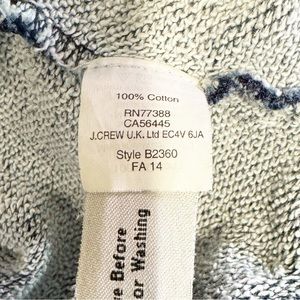 100% Cotton
RN77388
CA56445
J.CREW U.K. Ltd EC4V 6JA
Style B2360
FA 14
Before
or Washing